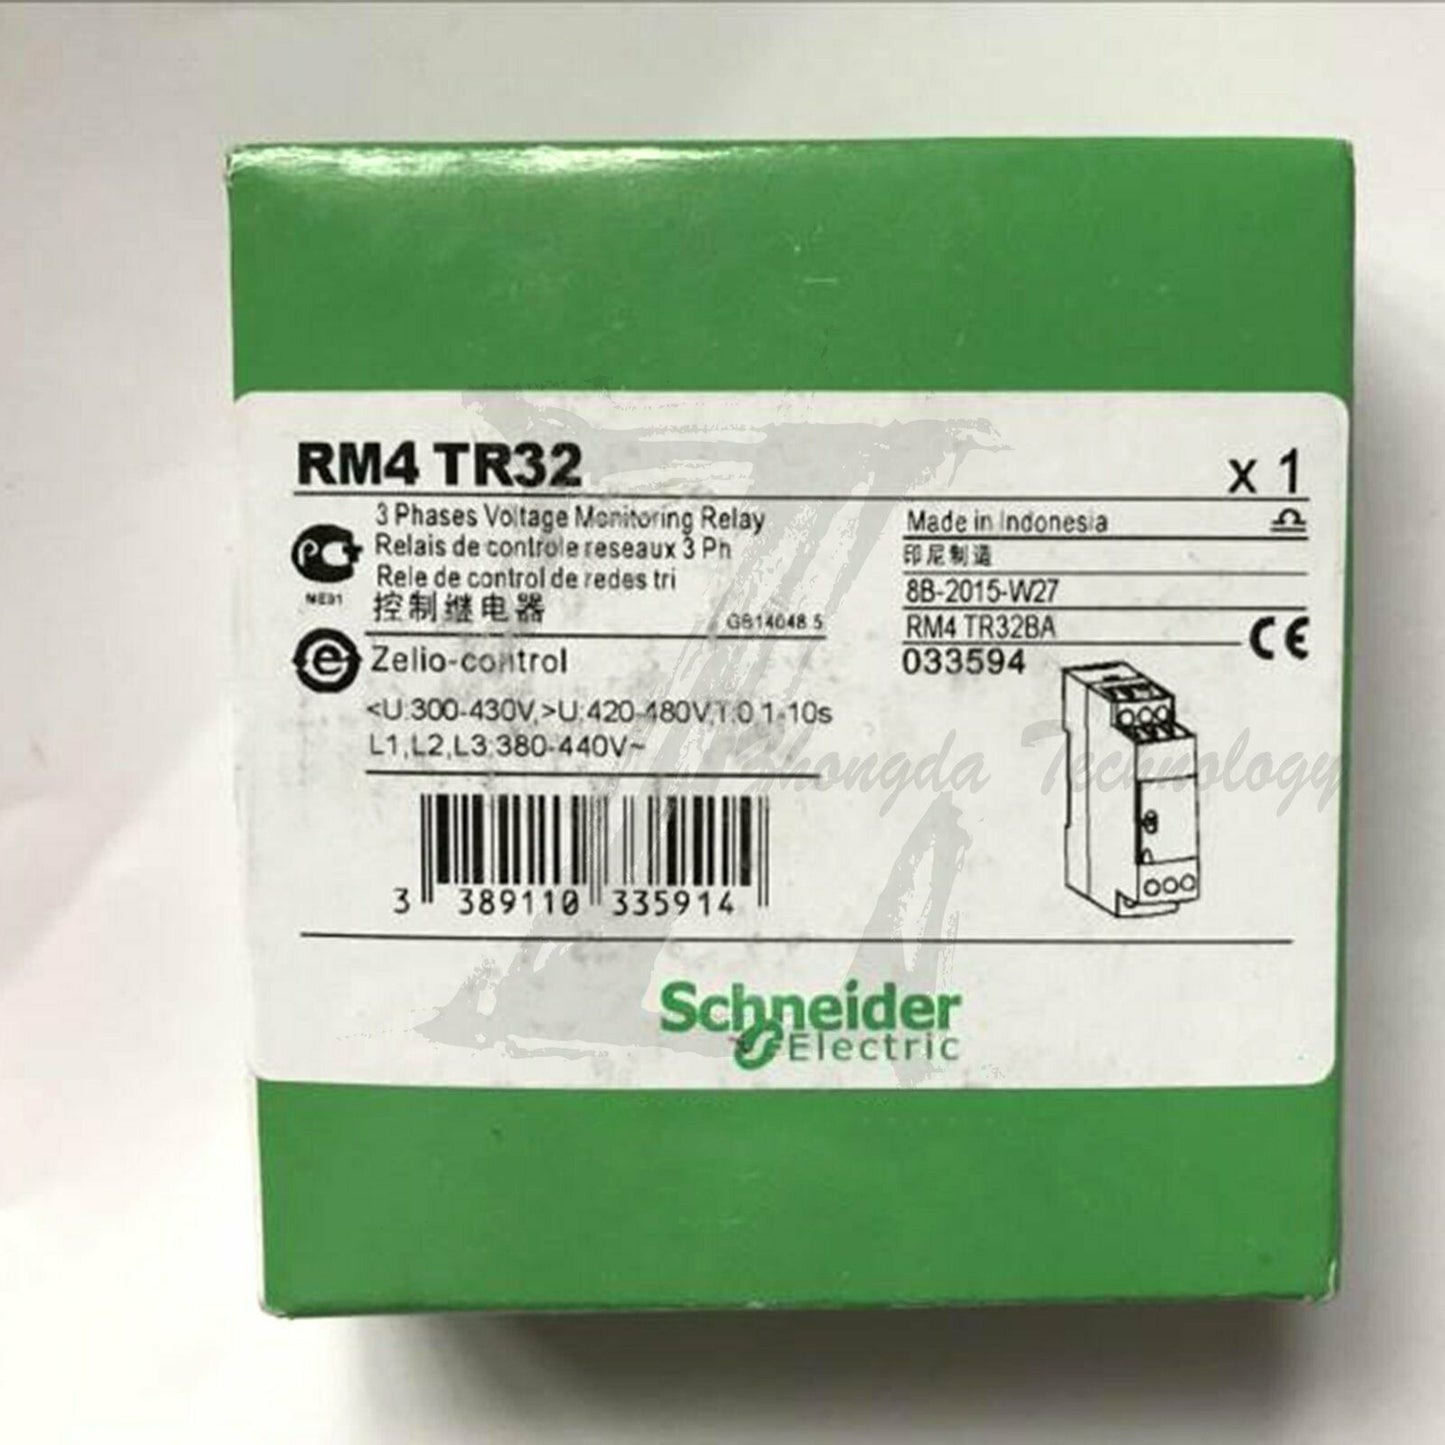 RM4 TR32
x 1
3 Phases Voltage Monitoring Relay
Relais de controle reseaux 3 Ph
Rele de control de redes tri
控制继电器
GB14048.5
Zelio-control
<U:300-430V,>U:420-480V,T:0.1-10s
L1,L2,L3:380-440V~
Made in Indonesia
印尼制造
8B-2015-W27
RM4 TR32BA
033594
CE
3 389110 335914
Schneider
Electric
Zhongda Technology